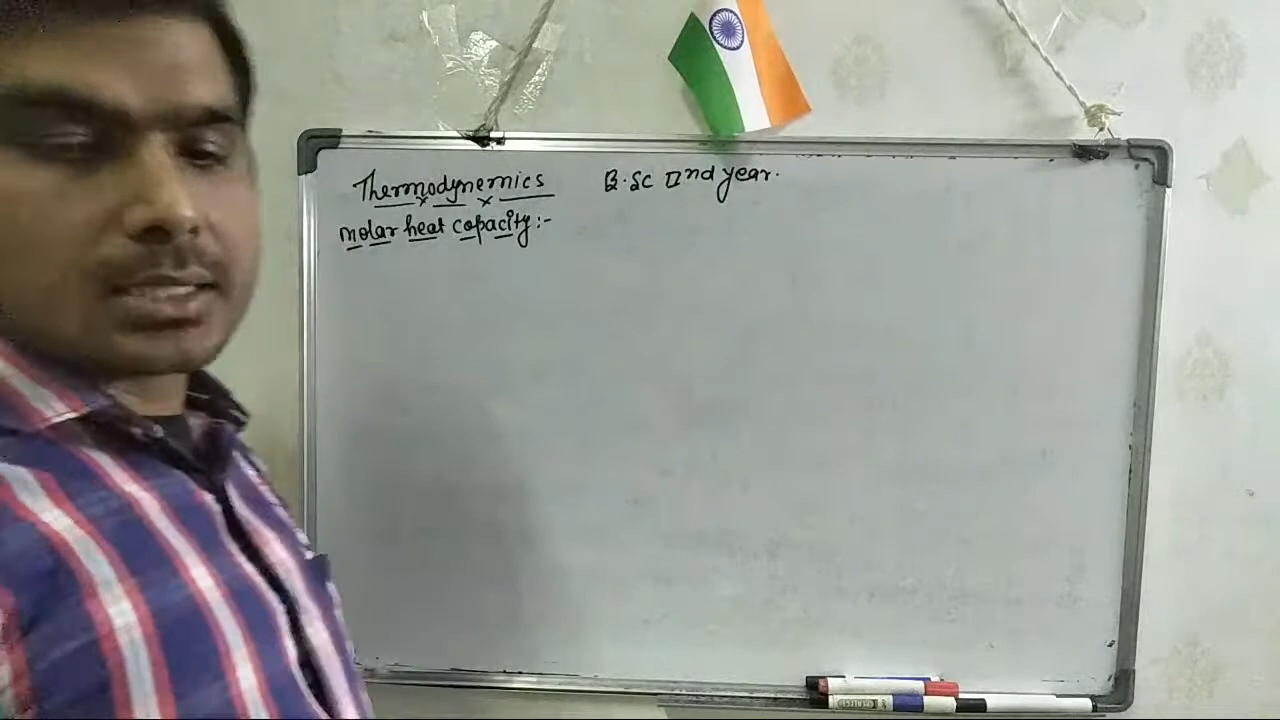 Thermodynemics B.Sc IInd year.
molar heat capacity:-